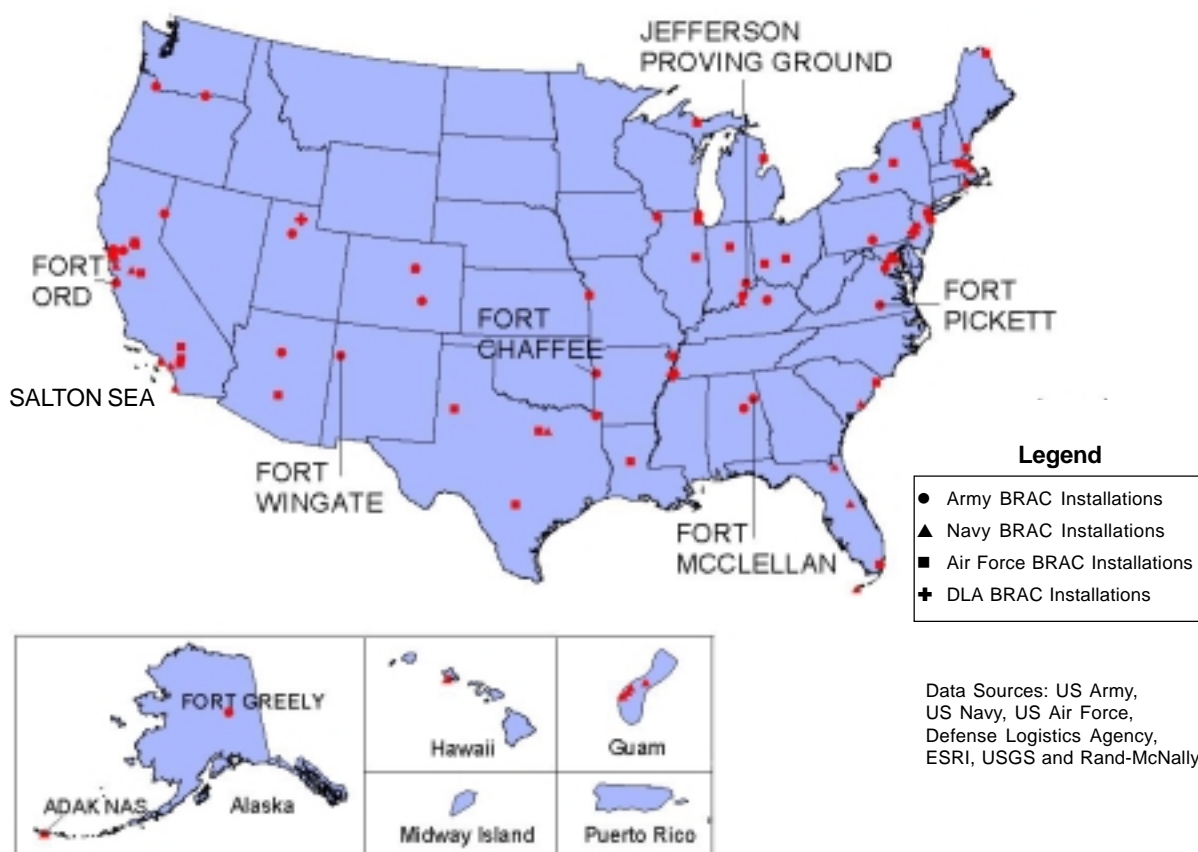 JEFFERSON
PROVING GROUND
FORT
ORD
FORT
CHAFFEE
FORT
PICKETT
SALTON SEA
FORT
WINGATE
FORT
MCCLELLAN
Legend
Army BRAC Installations
Navy BRAC Installations
Air Force BRAC Installations
DLA BRAC Installations
FORT GREELY
ADAK NAS
Alaska
Hawaii
Guam
Midway Island
Puerto Rico
Data Sources: US Army,
US Navy, US Air Force,
Defense Logistics Agency,
ESRI, USGS and Rand-McNally